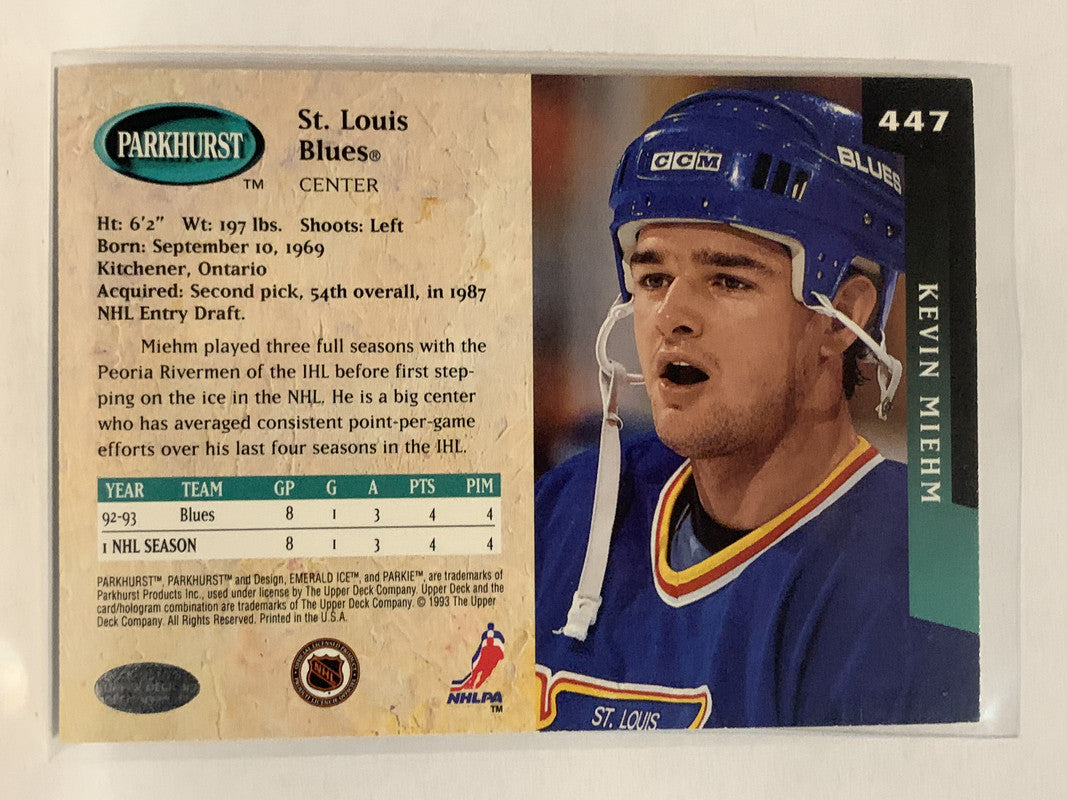 PARKHURST
TM
St. Louis
Blues®
CENTER
Ht: 6'2" Wt: 197 lbs. Shoots: Left
Born: September 10, 1969
Kitchener, Ontario
Acquired: Second pick, 54th overall, in 1987
NHL Entry Draft.
Miehm played three full seasons with the
Peoria Rivermen of the IHL before first step-
ping on the ice in the NHL. He is a big center
who has averaged consistent point-per-game
efforts over his last four seasons in the IHL.
YEAR TEAM GP G A PTS PIM
92-93 Blues 8 1 3 4 4
1 NHL SEASON 8 1 3 4 4
PARKHURST™, PARKHURST™ and Design, EMERALD ICE™, and PARKIE™, are trademarks of
Parkhurst Products Inc., used under license by The Upper Deck Company. Upper Deck and the
card/hologram combination are trademarks of The Upper Deck Company. © 1993 The Upper
Deck Company. All Rights Reserved. Printed in the U.S.A.
NHL
NHLPA
TM
447
KEVIN MIEHM
CCM
BLUES
ST. LOUIS